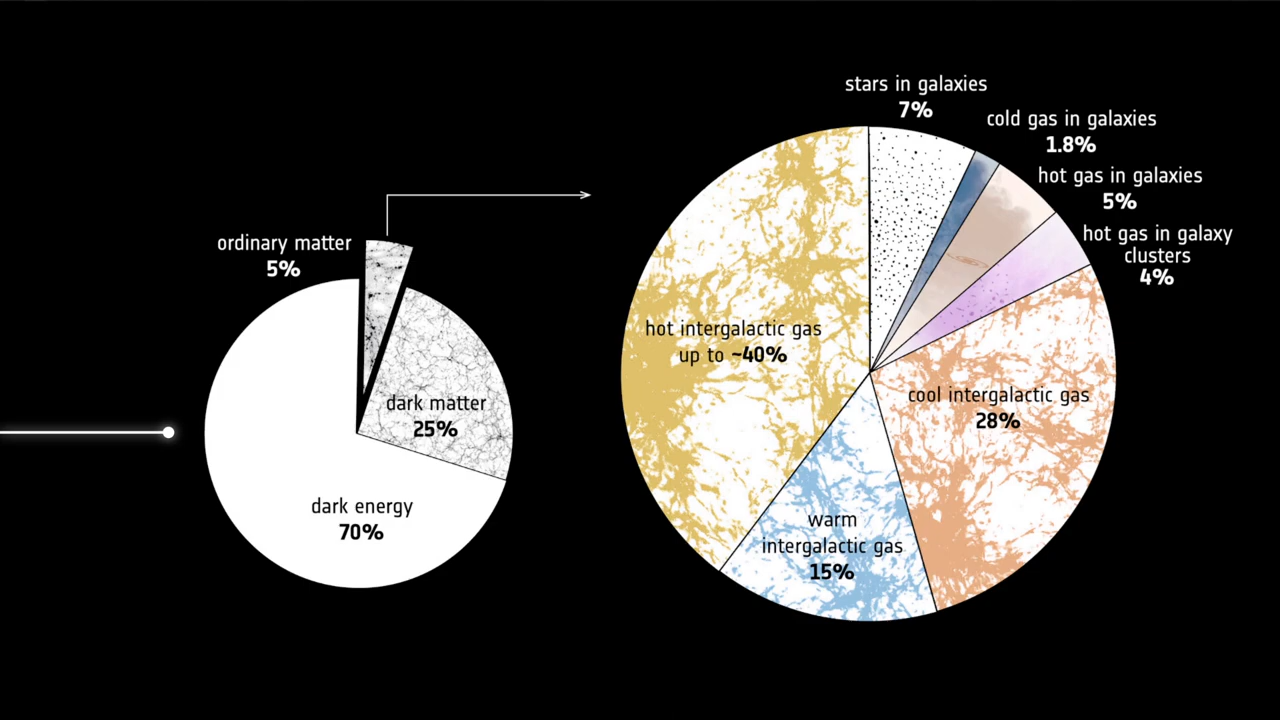 ordinary matter
5%
dark matter
25%
dark energy
70%
stars in galaxies
7%
cold gas in galaxies
1.8%
hot gas in galaxies
5%
hot gas in galaxy
clusters
4%
hot intergalactic gas
up to ~40%
cool intergalactic gas
28%
warm
intergalactic gas
15%